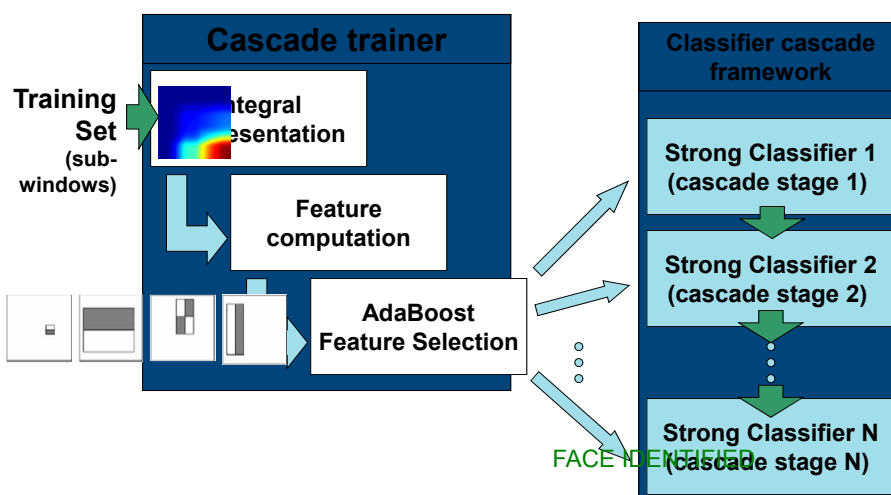 Cascade trainer
Training
Set
(sub-
windows)
ntegral
esentation
Feature
computation
AdaBoost
Feature Selection
Classifier cascade
framework
Strong Classifier 1
(cascade stage 1)
Strong Classifier 2
(cascade stage 2)
Strong Classifier N
(cascade stage N)
FACE IDENTIFIED